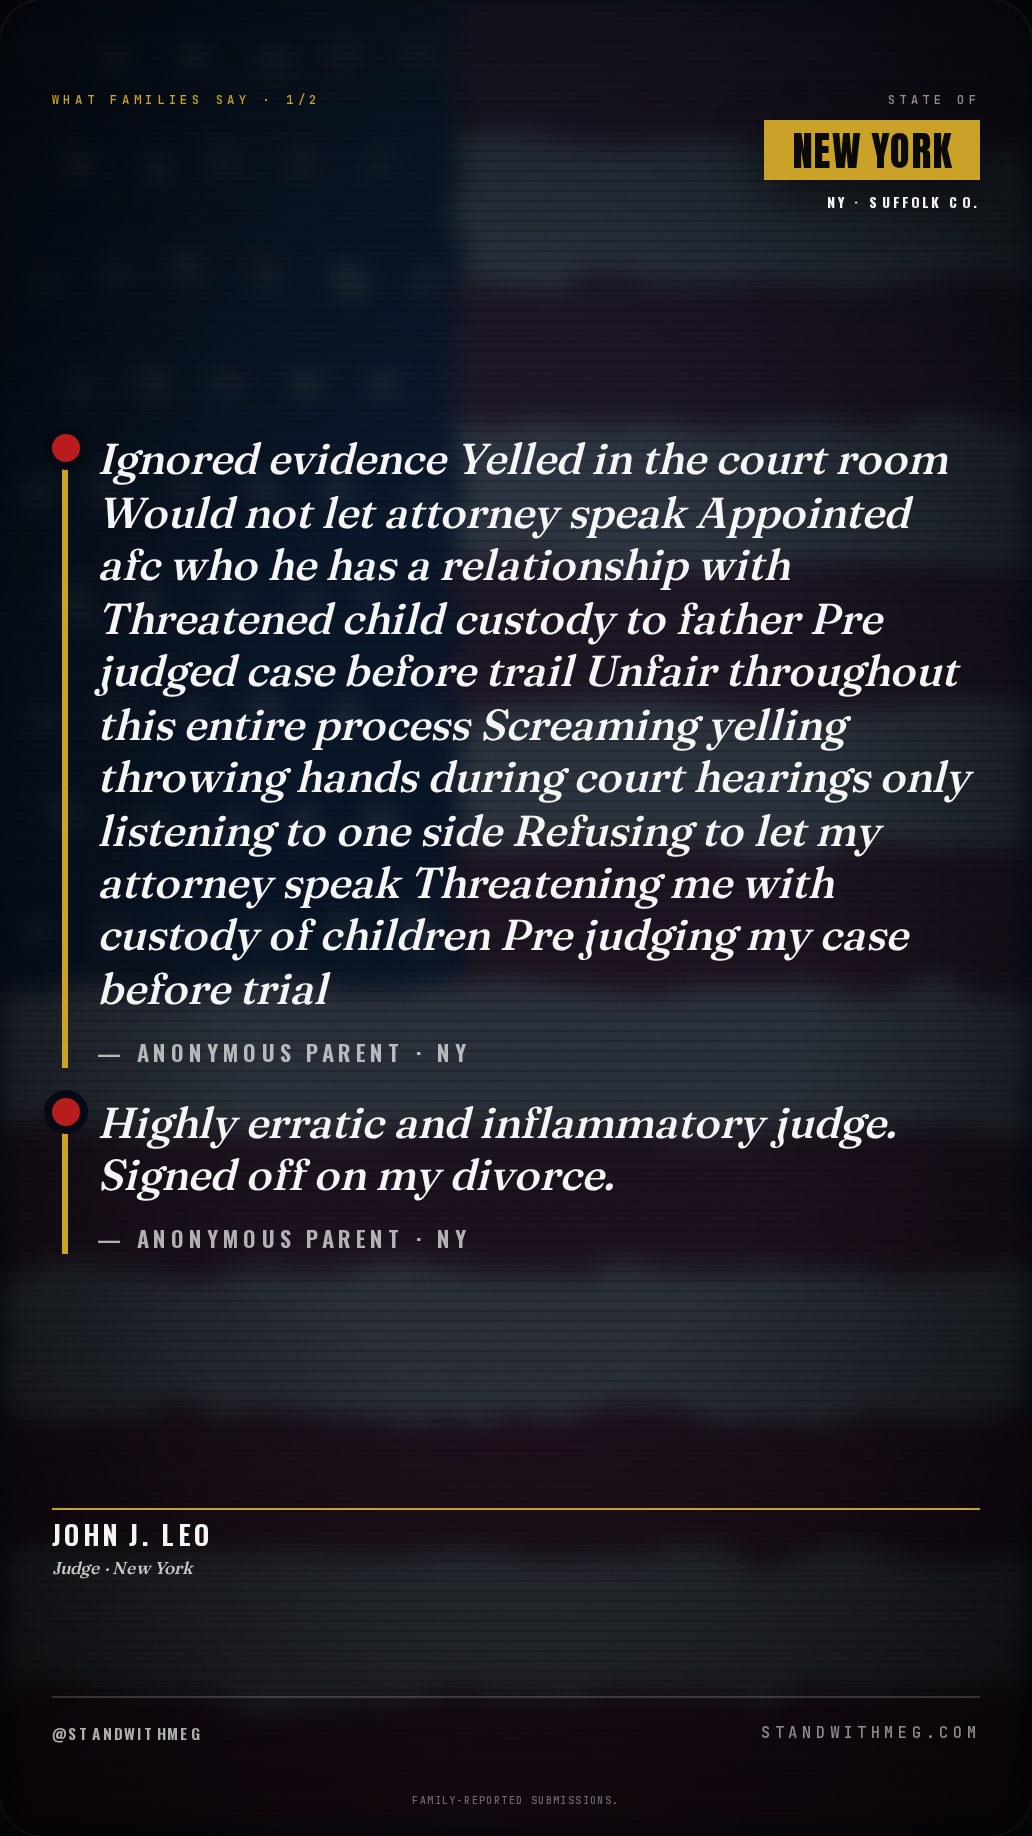 WHAT FAMILIES SAY · 1/2
STATE OF
NEW YORK
NY · SUFFOLK CO.
Ignored evidence Yelled in the court room
Would not let attorney speak Appointed
afc who he has a relationship with
Threatened child custody to father Pre
judged case before trail Unfair throughout
this entire process Screaming yelling
throwing hands during court hearings only
listening to one side Refusing to let my
attorney speak Threatening me with
custody of children Pre judging my case
before trial
— ANONYMOUS PARENT · NY
Highly erratic and inflammatory judge.
Signed off on my divorce.
— ANONYMOUS PARENT · NY
JOHN J. LEO
Judge · New York
@STANDWITHMEG
STANDWITHMEG.COM
FAMILY-REPORTED SUBMISSIONS.